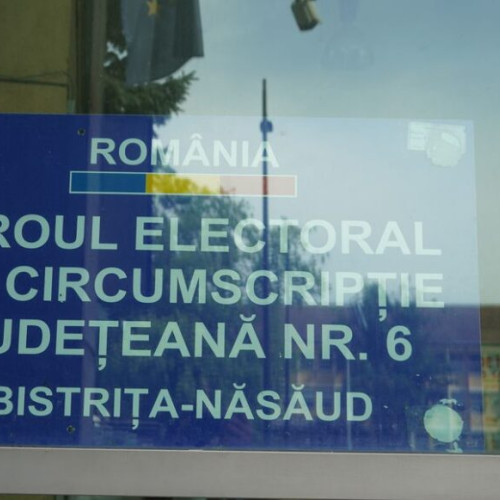 ROMÂNIA
ROUL ELECTORAL
CIRCUMSCRIPȚIE
UDEȚEANĂ NR. 6
BISTRIȚA-NĂSĂUD